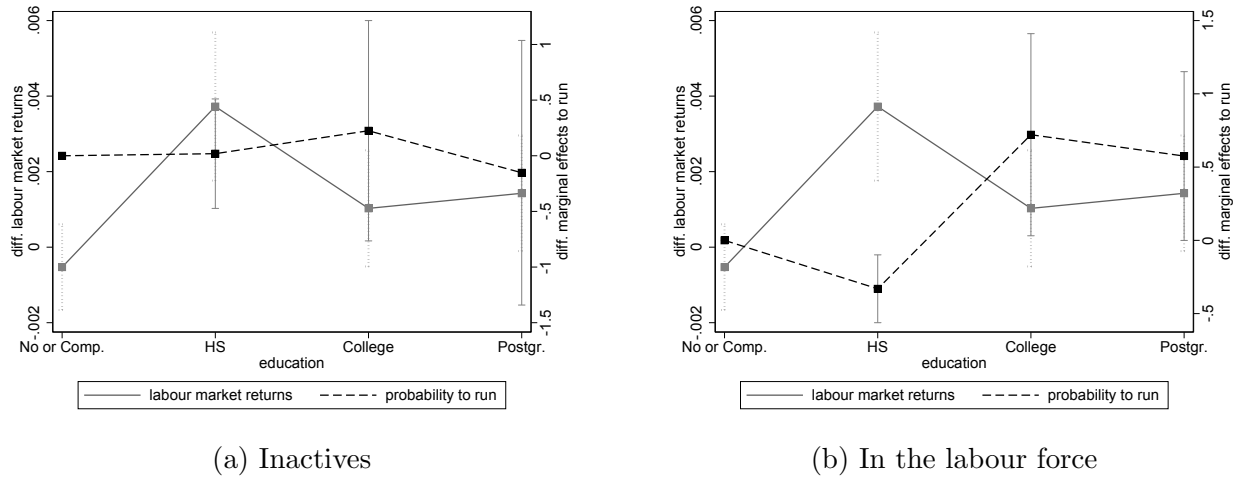 .006
.004
.002
0
-.002
diff. labour market returns
1
.5
0
-.5
-1
-1.5
diff. marginal effects to run
No or Comp.
HS
College
Postgr.
education
labour market returns
probability to run
(a) Inactives
.006
.004
.002
0
-.002
diff. labour market returns
1.5
1
.5
0
-.5
diff. marginal effects to run
No or Comp.
HS
College
Postgr.
education
labour market returns
probability to run
(b) In the labour force